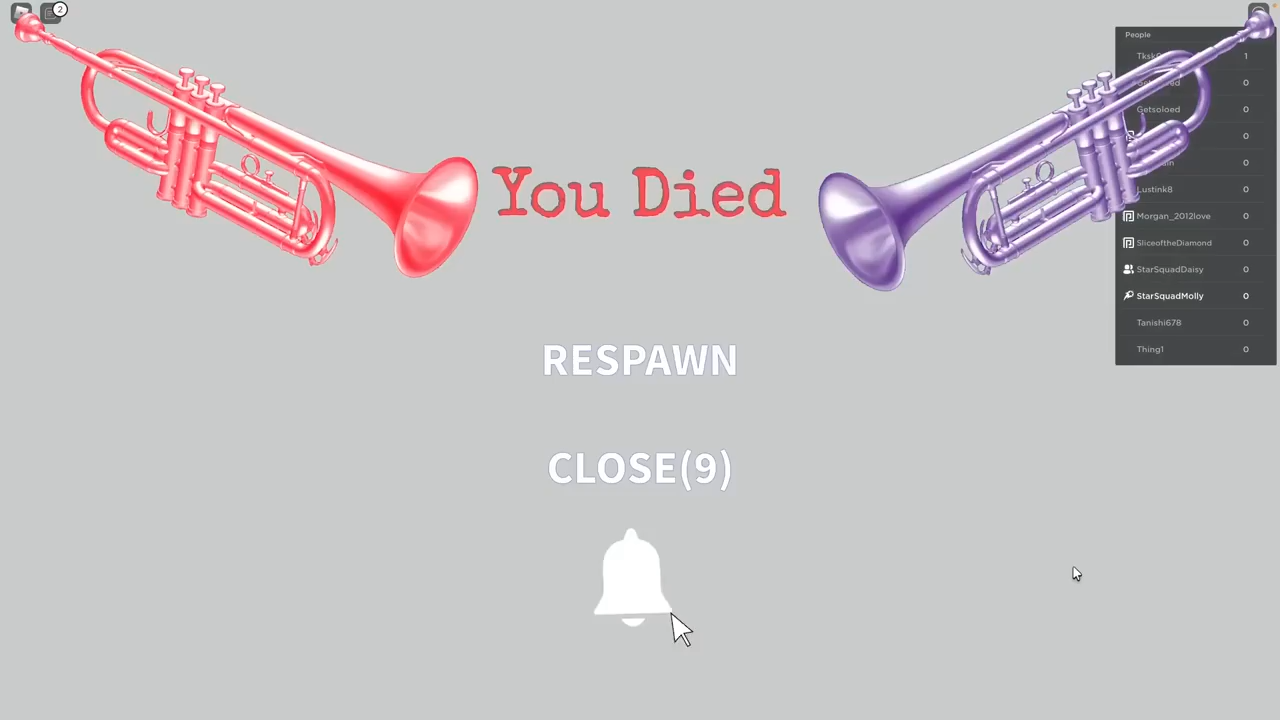 2
People
1
0
Getsoloed
0
0
0
Lustink8
0
Morgan_2012love
0
SliceoftheDiamond
0
StarSquadDaisy
0
StarSquadMolly
0
Tanishi678
0
Thing1
0
You Died
RESPAWN
CLOSE(9)